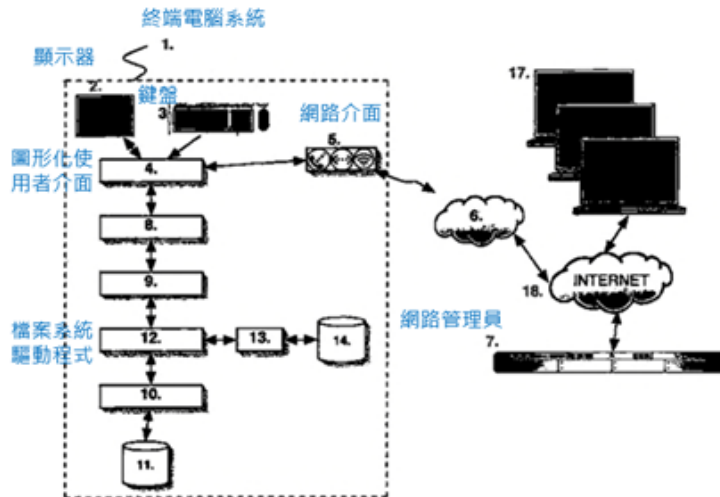 終端電腦系統
1.
顯示器
2.
鍵盤
3
網路介面
5.
17.
圖形化使
用者介面
4.
8.
6.
9.
INTERNET
18.
檔案系統
驅動程式
12.
13.
14.
網路管理員
7.
10.
11.